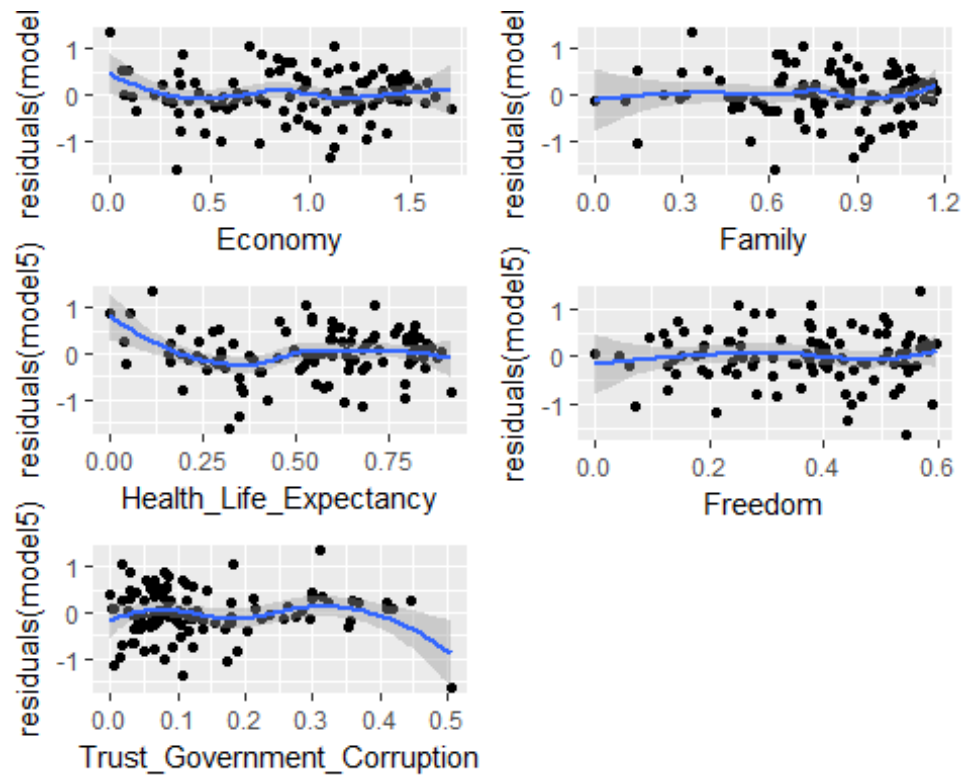 residuals(model
1
0
-1
0.0 0.5 1.0 1.5
Economy
residuals(model
1
0
-1
0.0 0.3 0.6 0.9 1.2
Family
residuals(model5)
1
0
-1
0.00 0.25 0.50 0.75
Health_Life_Expectancy
residuals(model5)
1
0
-1
0.0 0.2 0.4 0.6
Freedom
residuals(model5)
1
0
-1
0.0 0.1 0.2 0.3 0.4 0.5
Trust_Government_Corruption